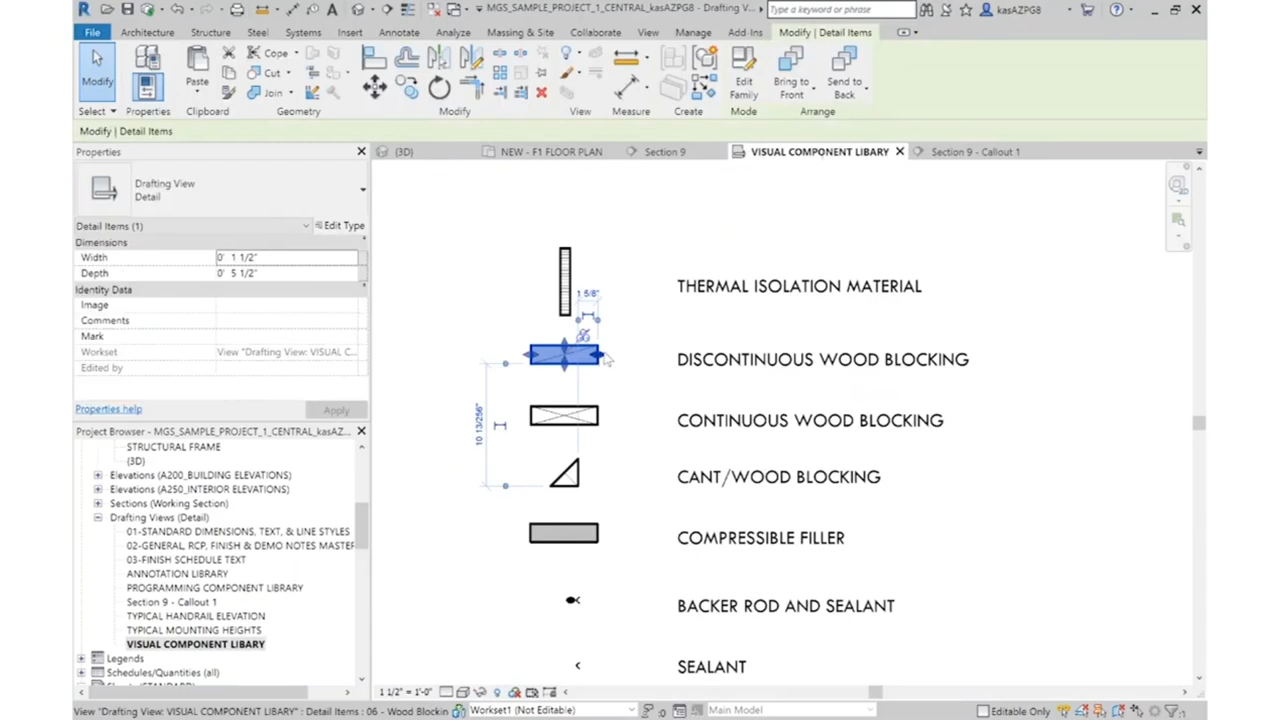 MGS_SAMPLE_PROJECT_1_CENTRAL_kasAZPG8 - Drafting V...
Type a keyword or phrase
kasAZPG8
File Architecture Structure Steel Systems Insert Annotate Analyze Massing & Site Collaborate View Manage Add-Ins Modify | Detail Items
Modify
Paste
Cope
Cut
Join
Edit Family
Bring to Front
Send to Back
Select Properties Clipboard Geometry Modify View Measure Create Mode Arrange
Modify | Detail Items
Properties
(3D) NEW - F1 FLOOR PLAN Section 9 VISUAL COMPONENT LIBARY Section 9 - Callout 1
Drafting View
Detail
Detail Items (1) Edit Type
Dimensions
Width 0' 1 1/2"
Depth 0' 5 1/2"
Identity Data
Image
Comments
Mark
Workset View "Drafting View: VISUAL C...
Edited by
Properties help Apply
Project Browser - MGS_SAMPLE_PROJECT_1_CENTRAL_kasAZ...
STRUCTURAL FRAME
{3D}
Elevations (A200_BUILDING ELEVATIONS)
Elevations (A250_INTERIOR ELEVATIONS)
Sections (Working Section)
Drafting Views (Detail)
01-STANDARD DIMENSIONS, TEXT, & LINE STYLES
02-GENERAL, RCP, FINISH & DEMO NOTES MASTER
03-FINISH SCHEDULE TEXT
ANNOTATION LIBRARY
PROGRAMMING COMPONENT LIBRARY
Section 9 - Callout 1
TYPICAL HANDRAIL ELEVATION
TYPICAL MOUNTING HEIGHTS
VISUAL COMPONENT LIBARY
Legends
Schedules/Quantities (all)
THERMAL ISOLATION MATERIAL
1 5/8"
DISCONTINUOUS WOOD BLOCKING
10 13/256"
CONTINUOUS WOOD BLOCKING
CANT/WOOD BLOCKING
COMPRESSIBLE FILLER
BACKER ROD AND SEALANT
SEALANT
1 1/2" = 1'-0"
View "Drafting View: VISUAL COMPONENT LIBARY" : Detail Items : 06 - Wood Blockin
Workset1 (Not Editable)
:0
Main Model
Editable Only